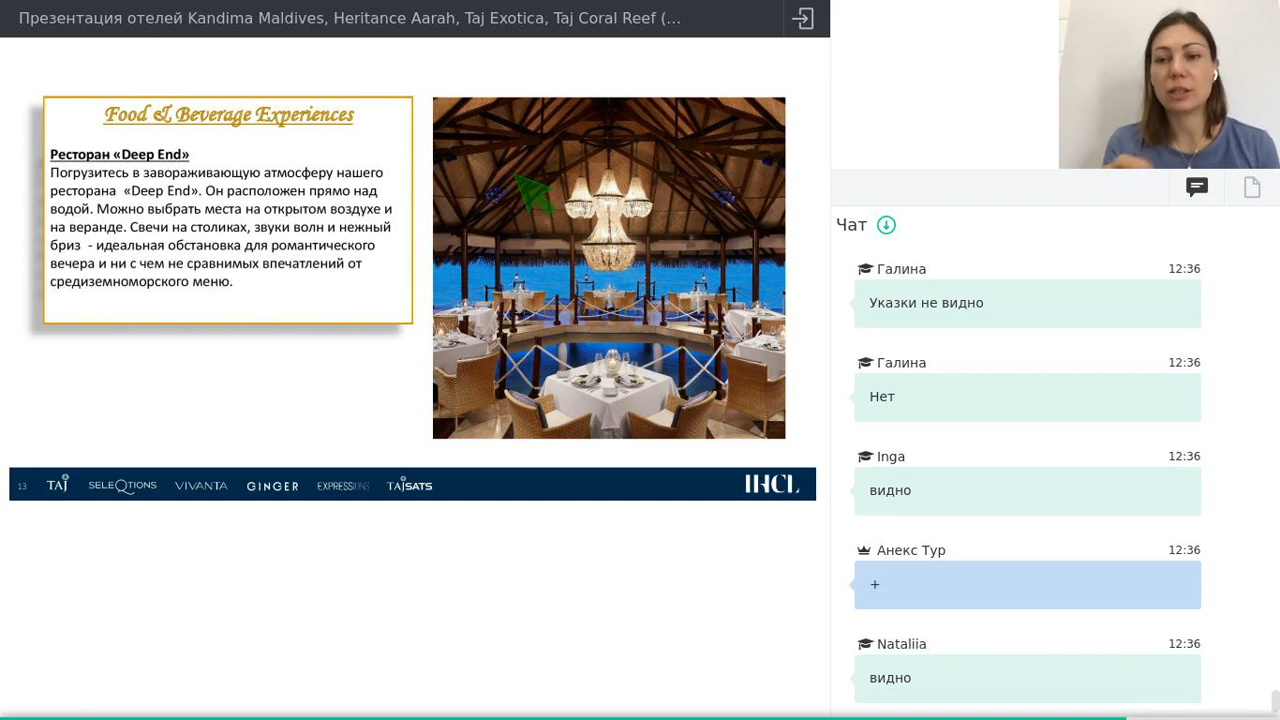 Презентация отелей Kandima Maldives, Heritance Aarah, Taj Exotica, Taj Coral Reef (...
Food & Beverage Experiences
Ресторан «Deep End»
Погрузитесь в завораживающую атмосферу нашего
ресторана «Deep End». Он расположен прямо над
водой. Можно выбрать места на открытом воздухе и
на веранде. Свечи на столиках, звуки волн и нежный
бриз - идеальная обстановка для романтического
вечера и ни с чем не сравнимых впечатлений от
средиземноморского меню.
13 TAJ SELEQTIONS VIVANTA GINGER EXPRESSIONS TAJSATS IHCL
Чат
Галина 12:36
Указки не видно
Галина 12:36
Нет
Inga 12:36
видно
Анекс Тур 12:36
+
Nataliia 12:36
видно